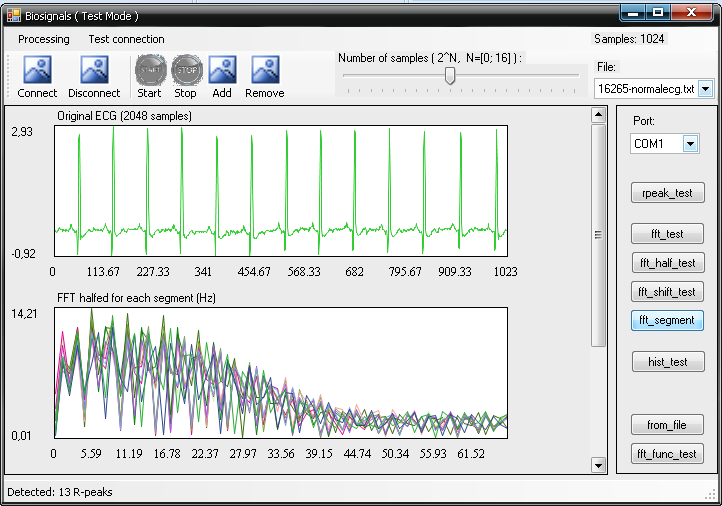 Biosignals ( Test Mode )
Processing Test connection Samples: 1024
Number of samples ( 2^N, N=[0; 16] ) :
File:
16265-normalecg.txt
START STOP
Connect Disconnect Start Stop Add Remove
Original ECG (2048 samples)
2,93
-0,92
0 113.67 227.33 341 454.67 568.33 682 795.67 909.33 1023
FFT halfed for each segment (Hz)
14,21
0,01
0 5.59 11.19 16.78 22.37 27.97 33.56 39.15 44.74 50.34 55.93 61.52
Port:
COM1
rpeak_test
fft_test
fft_half_test
fft_shift_test
fft_segment
hist_test
from_file
fft_func_test
Detected: 13 R-peaks